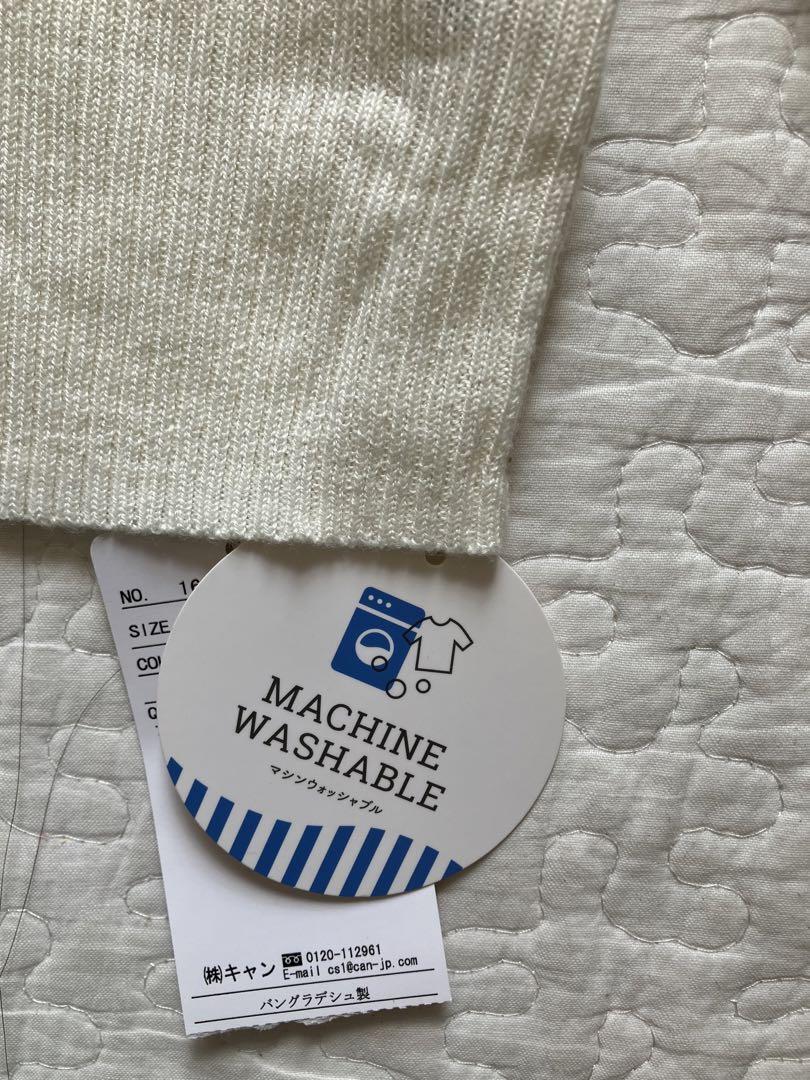 NO. 16
SIZE
MACHINE
WASHABLE
マシンウォッシャブル
㈱キャン 0120-112961
E-mail cs1@can-jp.com
バングラデシュ製